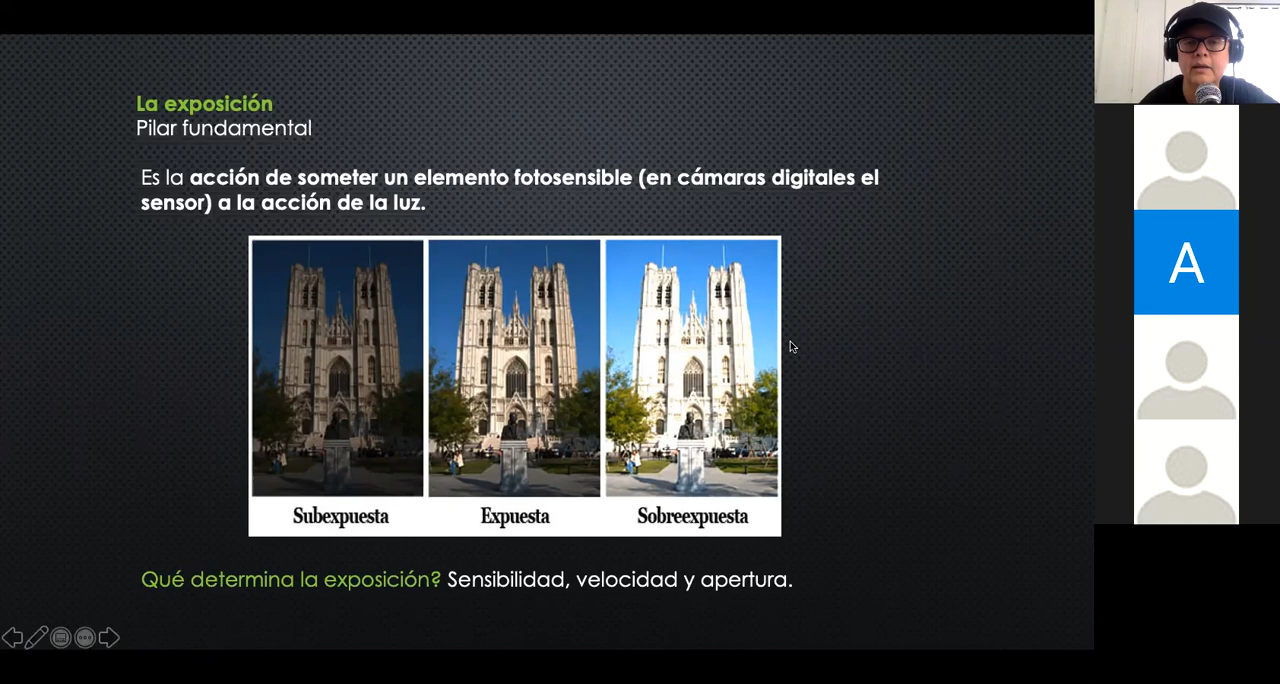 La exposición
Pilar fundamental
Es la acción de someter un elemento fotosensible (en cámaras digitales el
sensor) a la acción de la luz.
Subexpuesta Expuesta Sobreexpuesta
Qué determina la exposición? Sensibilidad, velocidad y apertura.
A